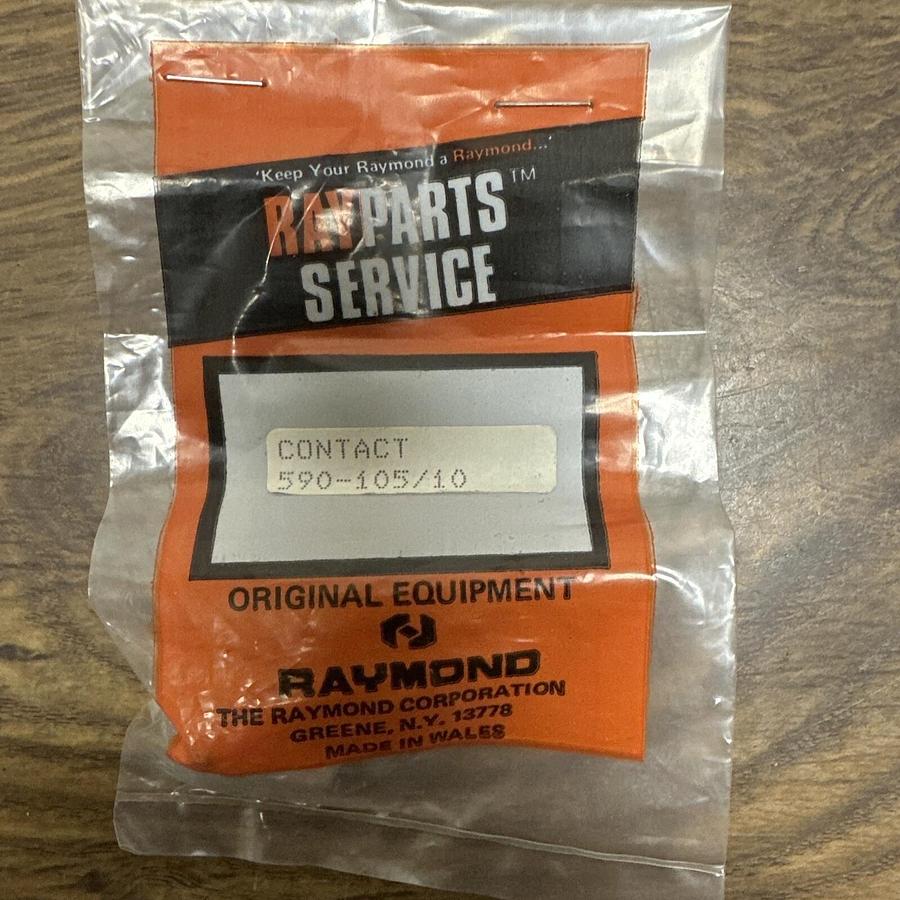 'Keep Your Raymond a Raymond...'
RAYPARTS™
SERVICE
CONTACT
590-105/10
ORIGINAL EQUIPMENT
RAYMOND
THE RAYMOND CORPORATION
GREENE, N.Y. 13778
MADE IN WALES